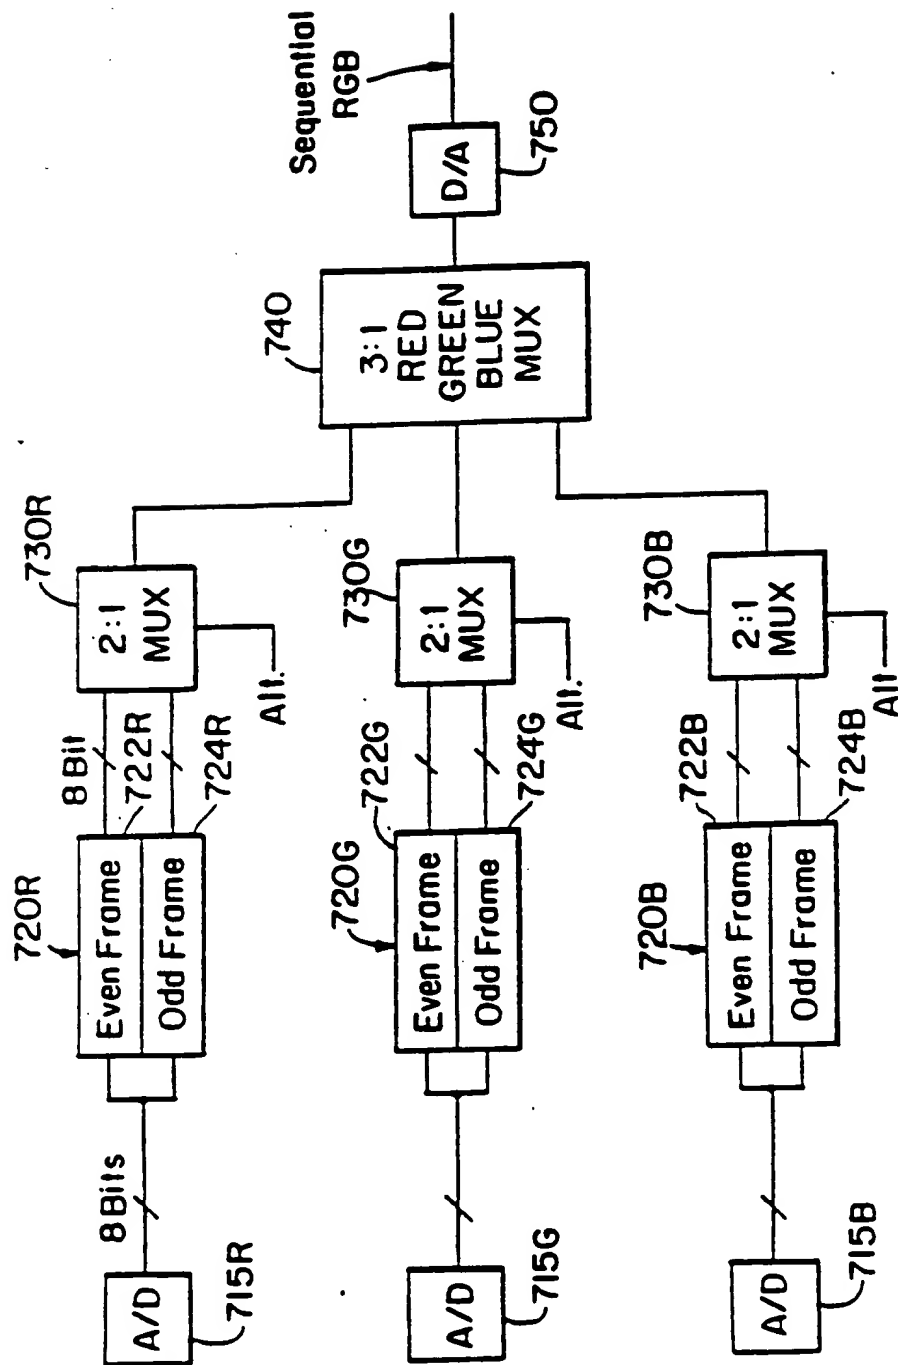 A/D
715R
8 Bits
720R
Even Frame
Odd Frame
8 Bit
722R
724R
730R
2:1
MUX
Alt.
A/D
715G
720G
Even Frame
Odd Frame
722G
724G
730G
2:1
MUX
Alt.
A/D
715B
720B
Even Frame
Odd Frame
722B
724B
730B
2:1
MUX
Alt
740
3:1
RED
GREEN
BLUE
MUX
D/A
750
Sequential
RGB